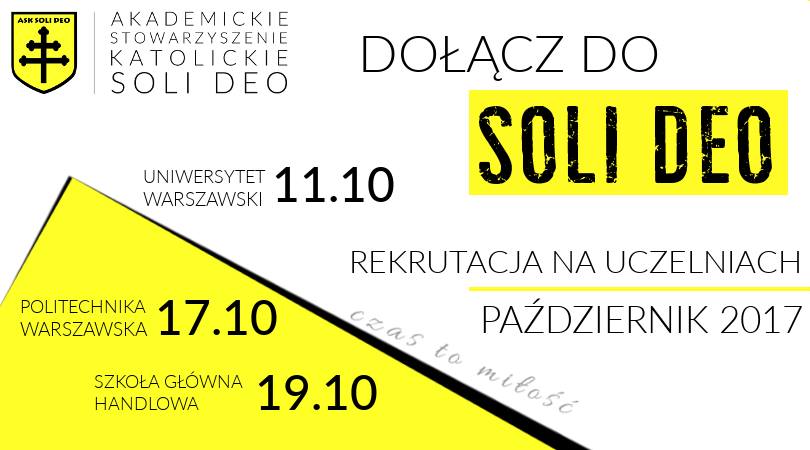 ASK SOLI DEO
AKADEMICKIE
STOWARZYSZENIE
KATOLICKIE
SOLI DEO
DOŁĄCZ DO
SOLI DEO
UNIWERSYTET
WARSZAWSKI
11.10
REKRUTACJA NA UCZELNIACH
PAŹDZIERNIK 2017
POLITECHNIKA
WARSZAWSKA
17.10
czas to miłość
SZKOŁA GŁÓWNA
HANDLOWA
19.10